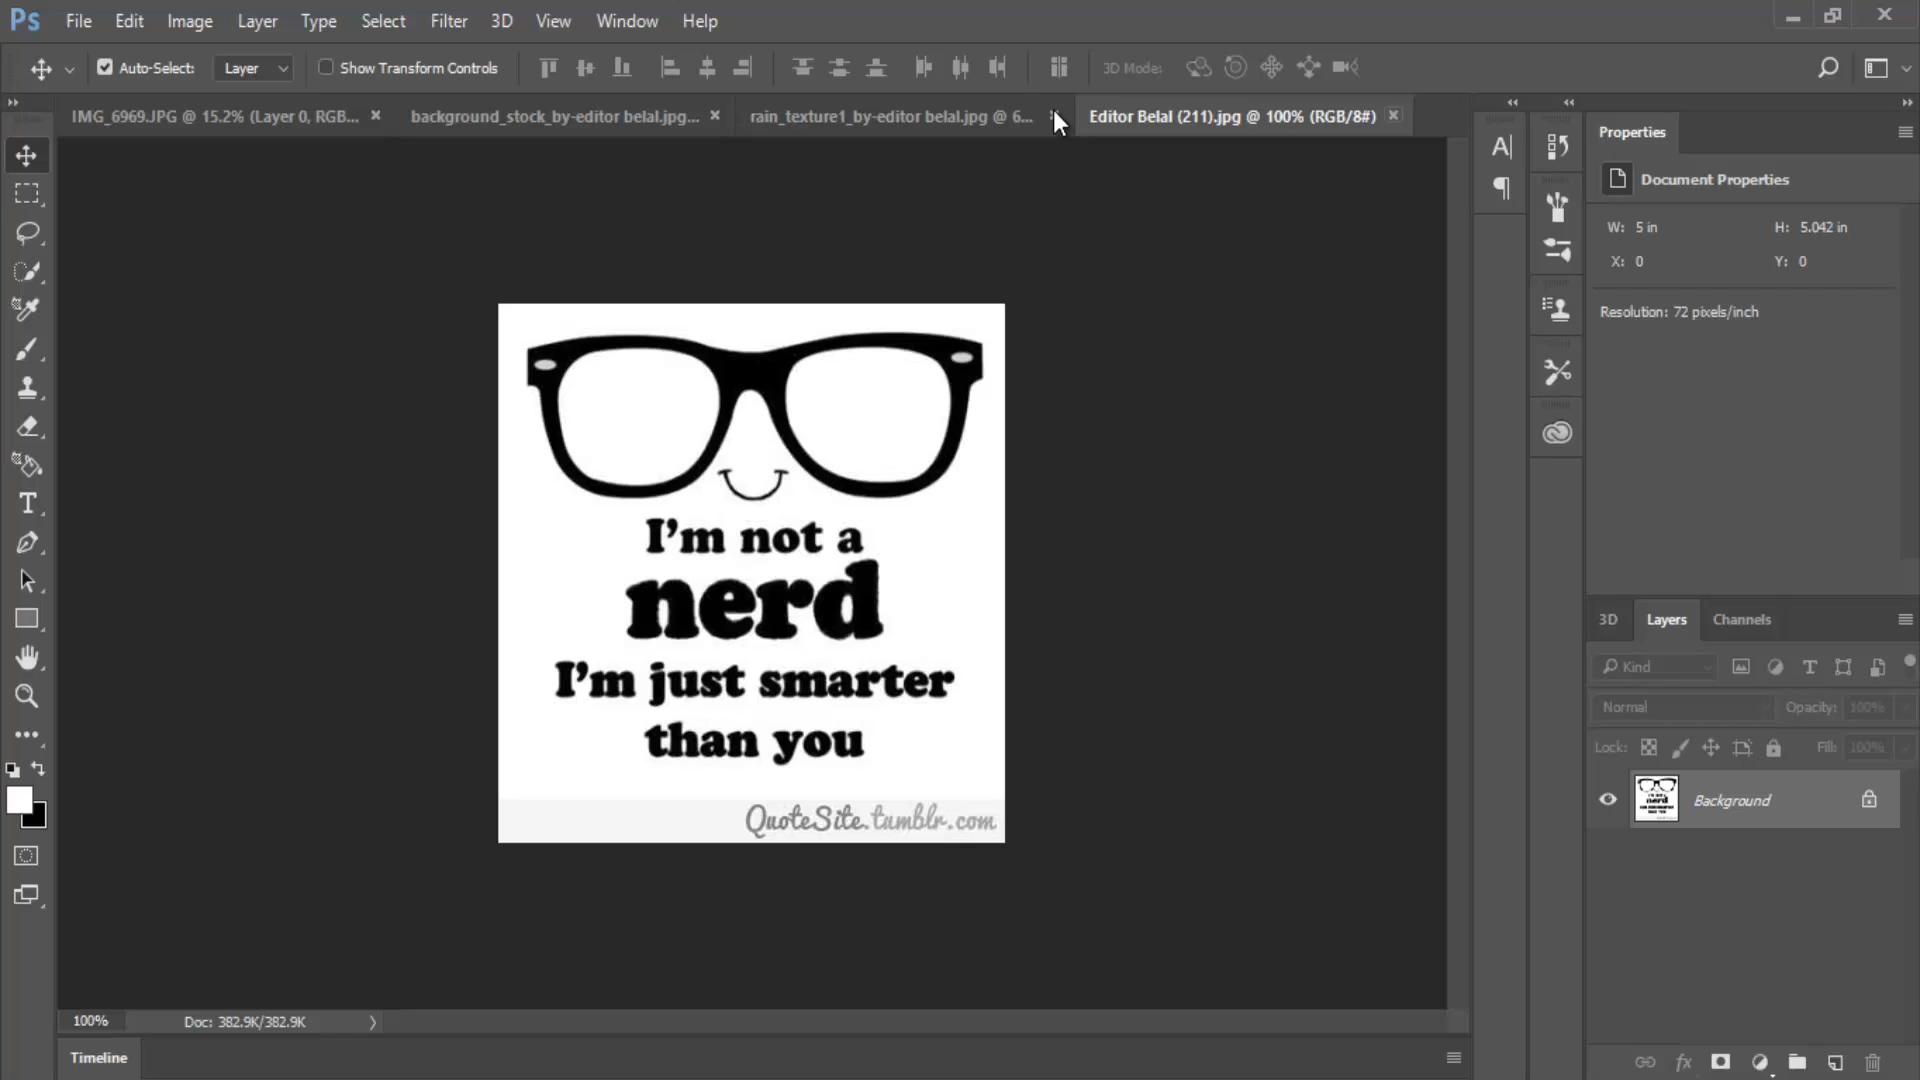 Ps File Edit Image Layer Type Select Filter 3D View Window Help
Auto-Select: Layer Show Transform Controls 3D Mode:
IMG_6969.JPG @ 15.2% (Layer 0, RGB... background_stock_by-editor belal.jpg... rain_texture1_by-editor belal.jpg @ 6... Editor Belal (211).jpg @ 100% (RGB/8#)
Properties
Document Properties
W: 5 in H: 5.042 in
X: 0 Y: 0
Resolution: 72 pixels/inch
I'm not a
nerd
I'm just smarter
than you
QuoteSite.tumblr.com
3D Layers Channels
Kind
Normal Opacity: 100%
Lock: Fill: 100%
Background
100% Doc: 382.9K/382.9K
Timeline